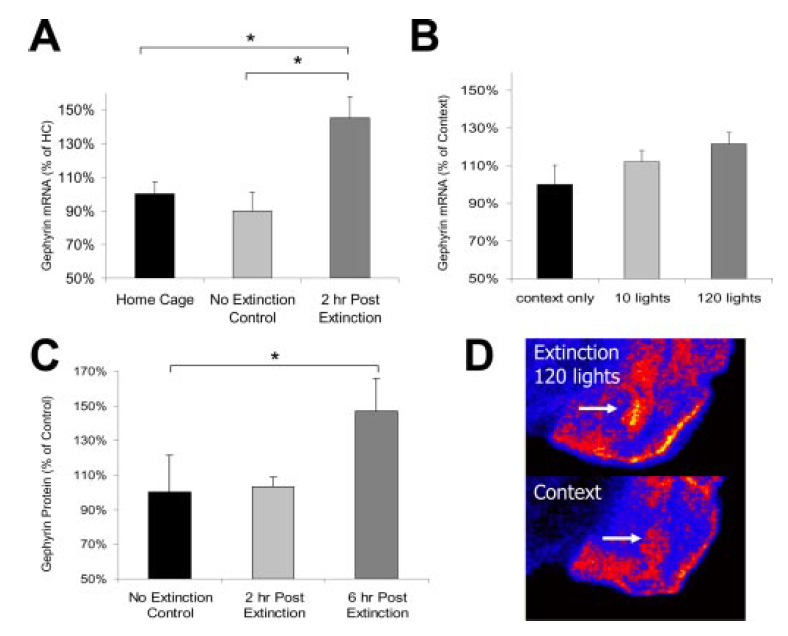 A
*
*
Gephyrin mRNA (% of HC)
150%
130%
110%
90%
70%
50%
Home Cage
No Extinction
Control
2 hr Post
Extinction
B
Gephyrin mRNA (% of Context)
150%
130%
110%
90%
70%
50%
context only
10 lights
120 lights
C
*
Gephyrin Protein (% of Control)
170%
150%
130%
110%
90%
70%
50%
No Extinction
Control
2 hr Post
Extinction
6 hr Post
Extinction
D
Extinction
120 lights
Context